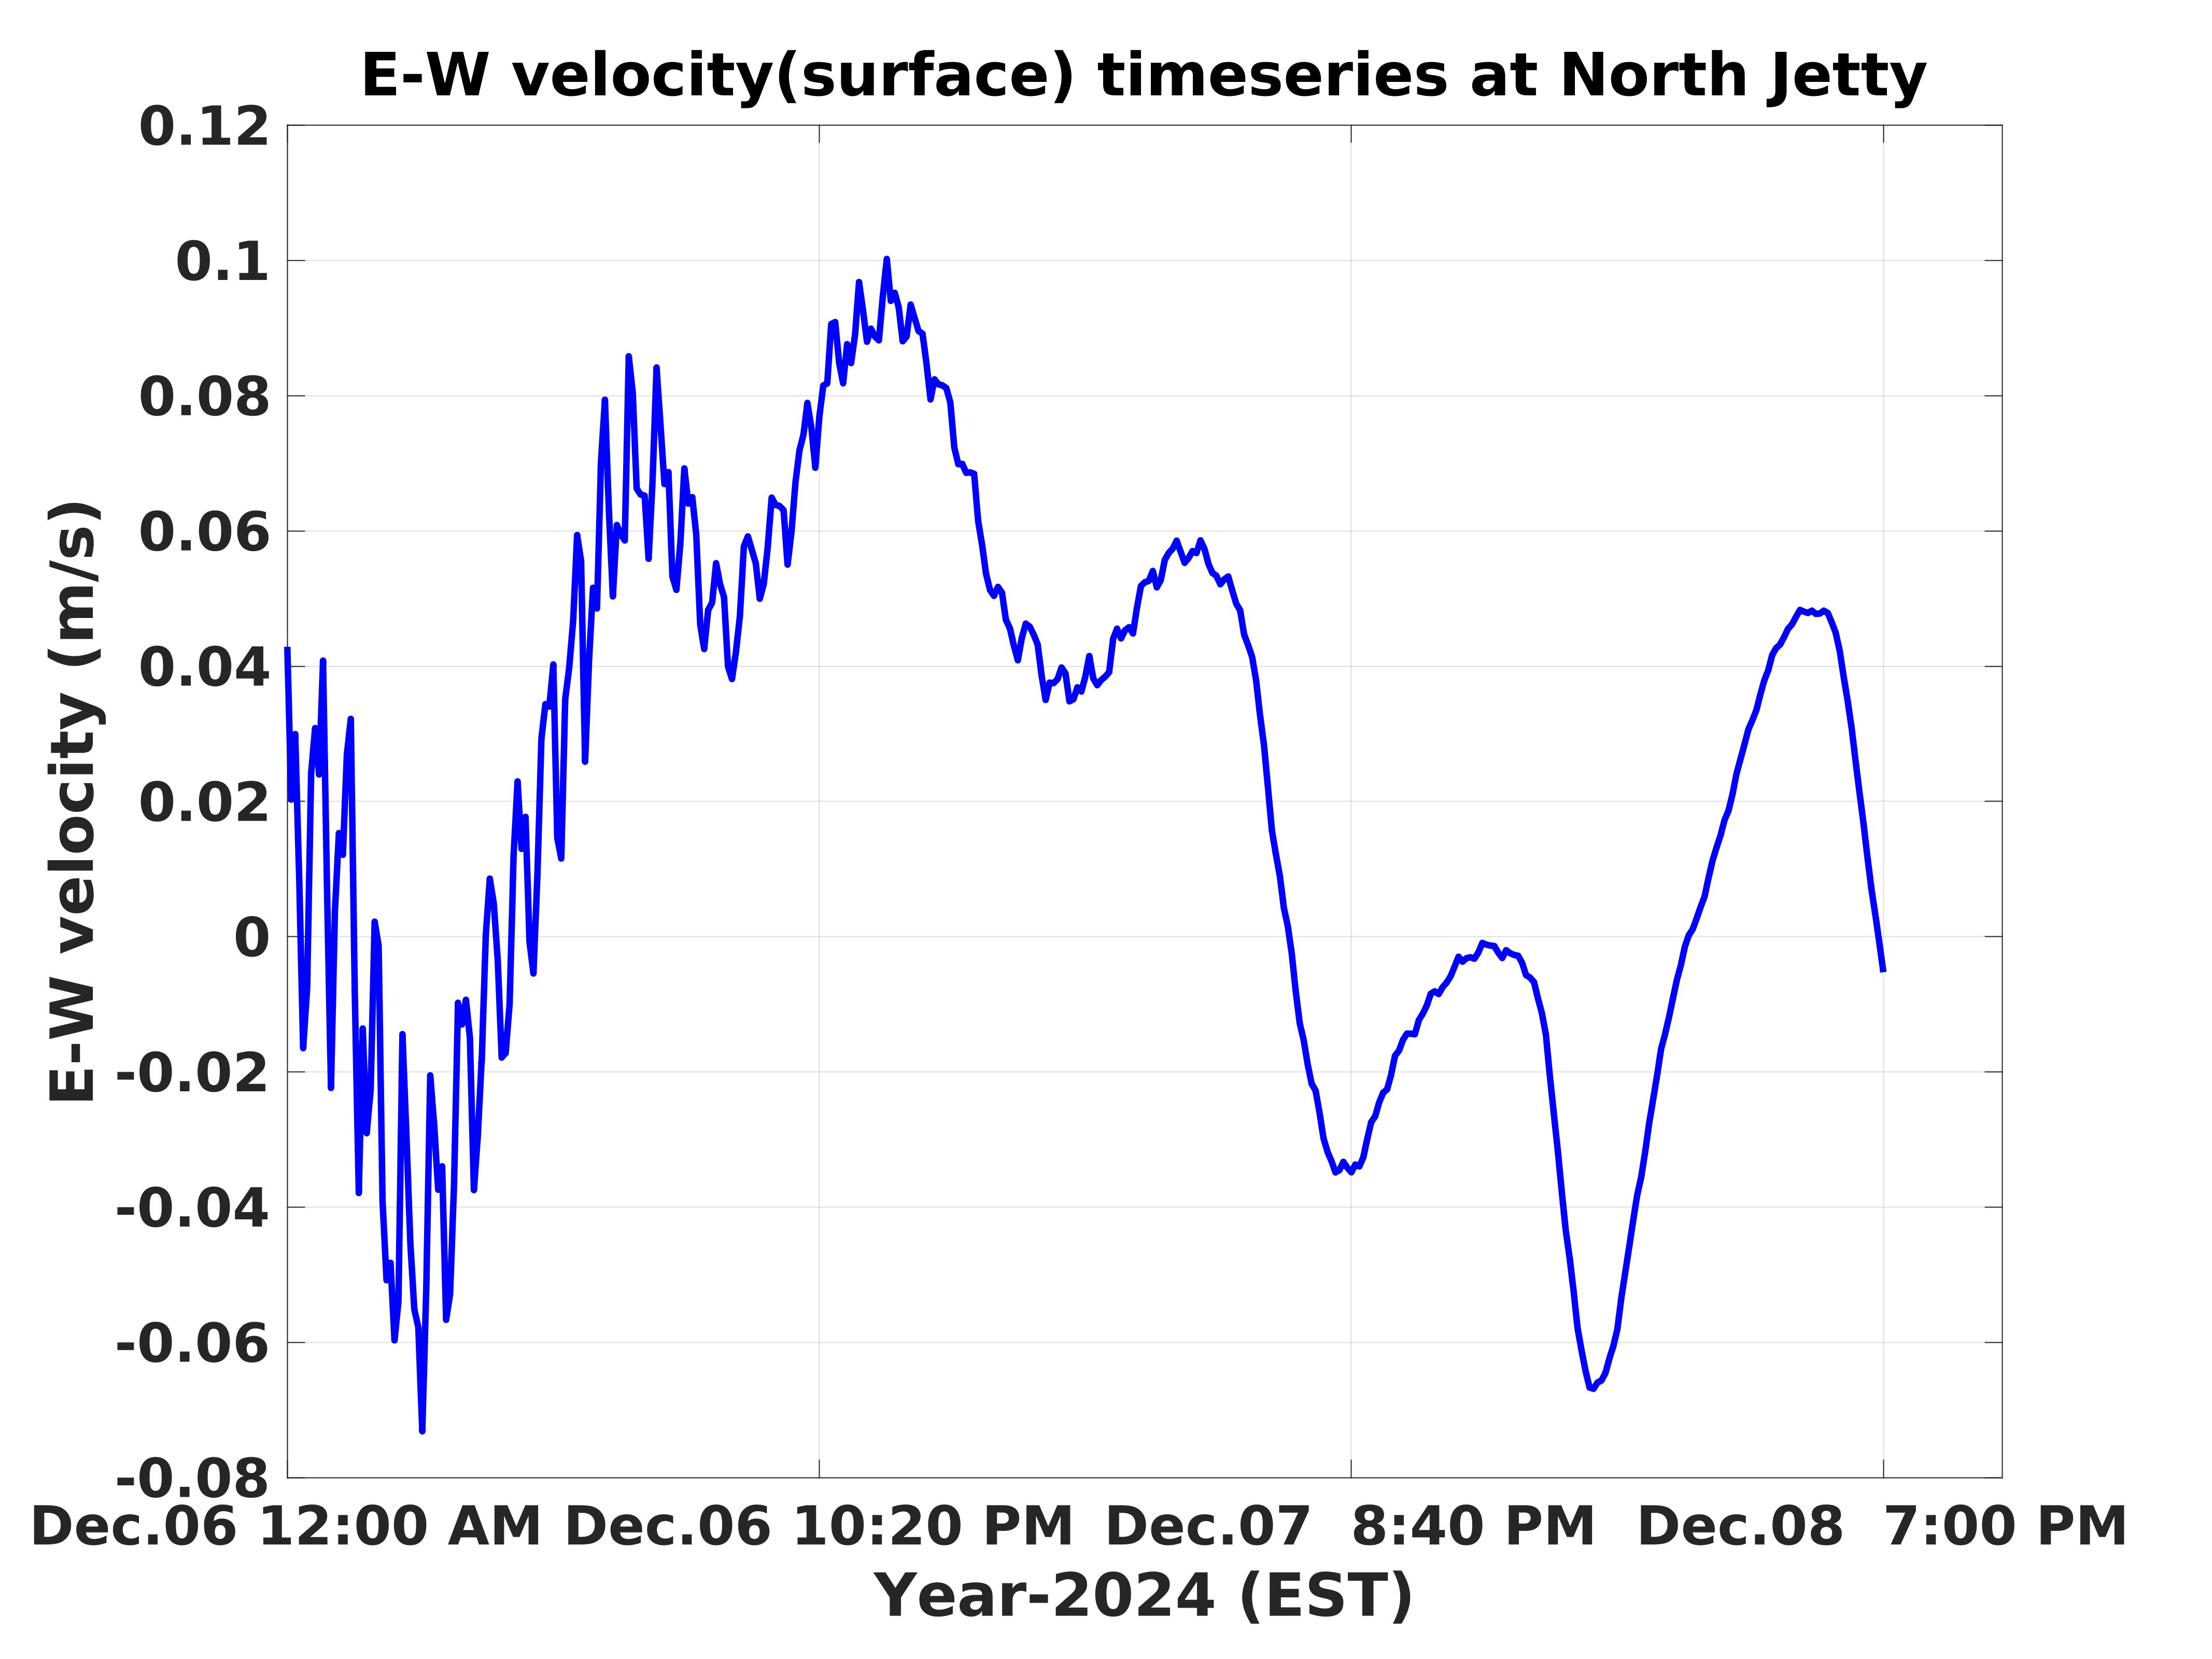 E-W velocity(surface) timeseries at North Jetty
0.12
0.1
0.08
0.06
0.04
0.02
0
-0.02
-0.04
-0.06
-0.08
E-W velocity (m/s)
Dec.06 12:00 AM Dec.06 10:20 PM Dec.07 8:40 PM Dec.08 7:00 PM
Year-2024 (EST)